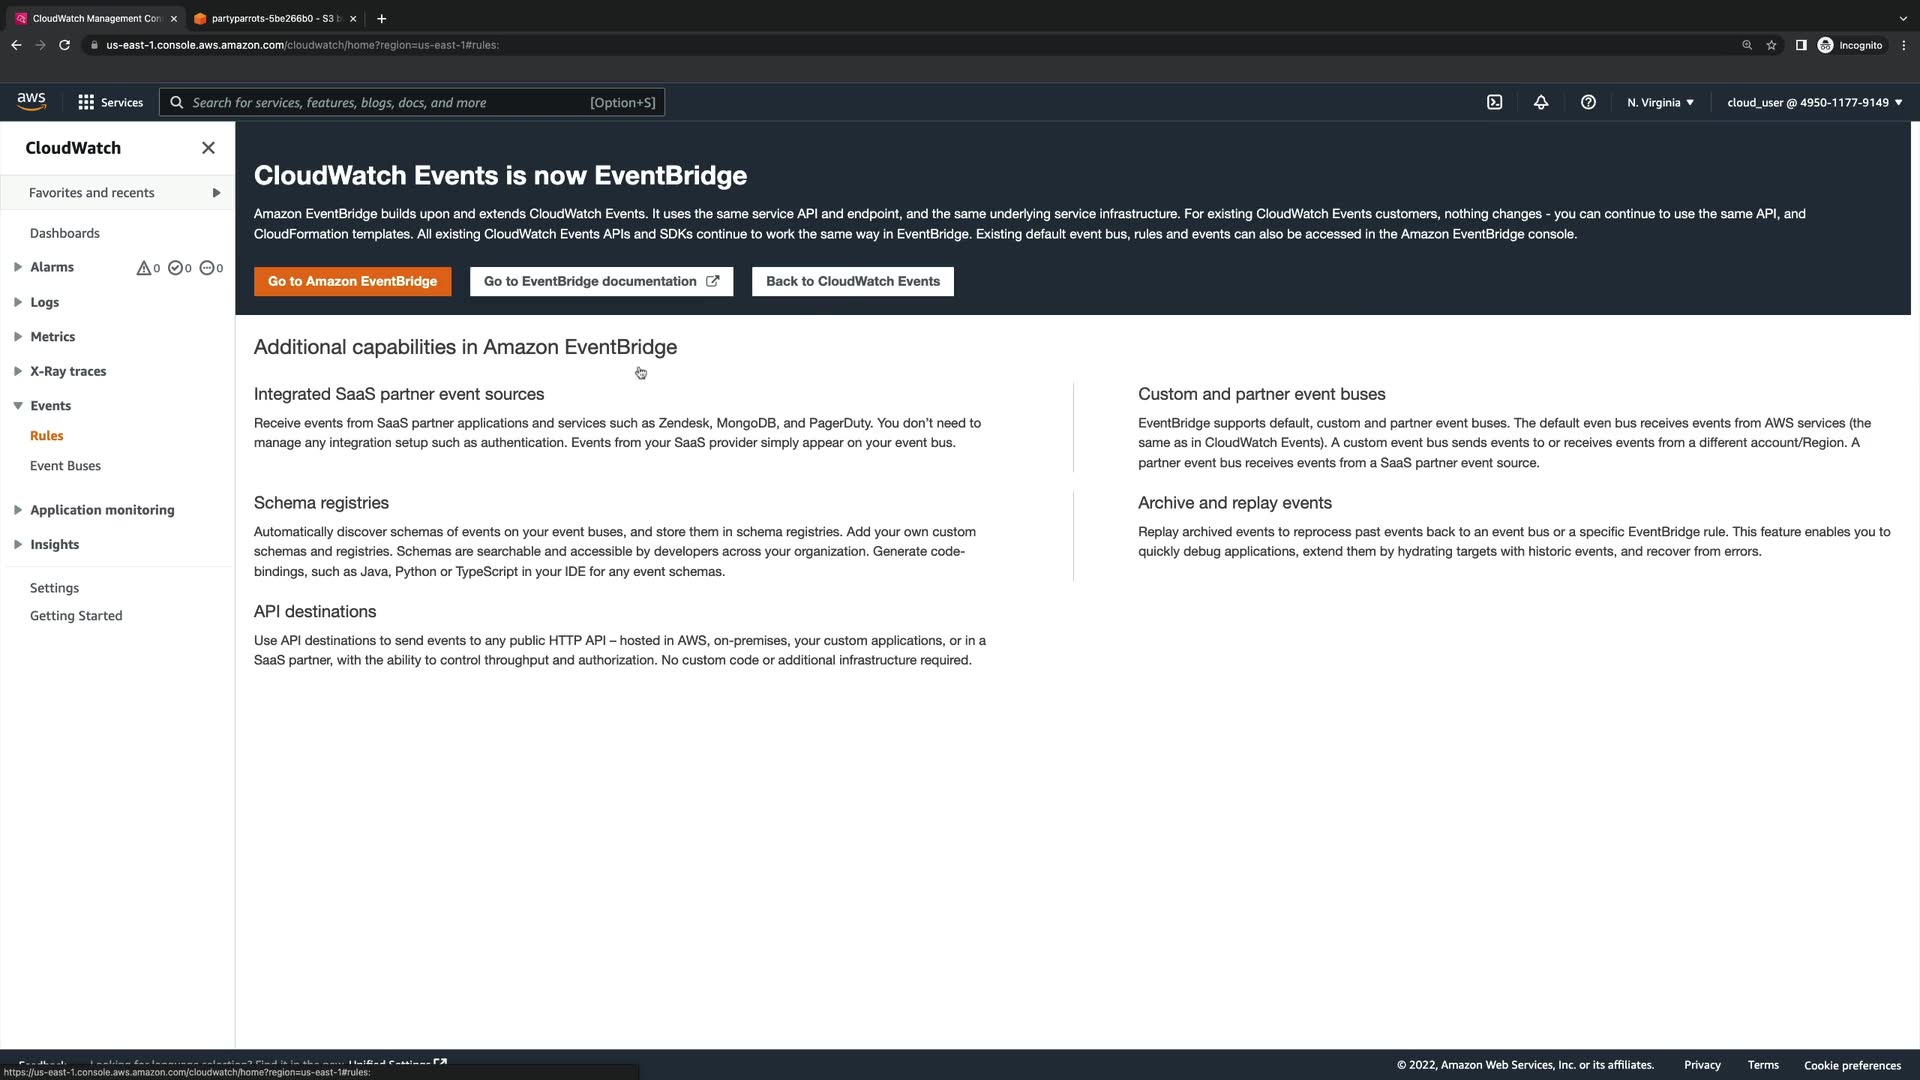 CloudWatch Management Con
partyparrots-5be266b0 - S3 b
us-east-1.console.aws.amazon.com/cloudwatch/home?region=us-east-1#rules:
Incognito
aws
Services
Search for services, features, blogs, docs, and more
[Option+S]
N. Virginia
cloud_user @ 4950-1177-9149
CloudWatch
Favorites and recents
Dashboards
Alarms
0
0
0
Logs
Metrics
X-Ray traces
Events
Rules
Event Buses
Application monitoring
Insights
Settings
Getting Started
CloudWatch Events is now EventBridge
Amazon EventBridge builds upon and extends CloudWatch Events. It uses the same service API and endpoint, and the same underlying service infrastructure. For existing CloudWatch Events customers, nothing changes - you can continue to use the same API, and
CloudFormation templates. All existing CloudWatch Events APIs and SDKs continue to work the same way in EventBridge. Existing default event bus, rules and events can also be accessed in the Amazon EventBridge console.
Go to Amazon EventBridge
Go to EventBridge documentation
Back to CloudWatch Events
Additional capabilities in Amazon EventBridge
Integrated SaaS partner event sources
Receive events from SaaS partner applications and services such as Zendesk, MongoDB, and PagerDuty. You don't need to
manage any integration setup such as authentication. Events from your SaaS provider simply appear on your event bus.
Custom and partner event buses
EventBridge supports default, custom and partner event buses. The default even bus receives events from AWS services (the
same as in CloudWatch Events). A custom event bus sends events to or receives events from a different account/Region. A
partner event bus receives events from a SaaS partner event source.
Schema registries
Automatically discover schemas of events on your event buses, and store them in schema registries. Add your own custom
schemas and registries. Schemas are searchable and accessible by developers across your organization. Generate code-
bindings, such as Java, Python or TypeScript in your IDE for any event schemas.
Archive and replay events
Replay archived events to reprocess past events back to an event bus or a specific EventBridge rule. This feature enables you to
quickly debug applications, extend them by hydrating targets with historic events, and recover from errors.
API destinations
Use API destinations to send events to any public HTTP API – hosted in AWS, on-premises, your custom applications, or in a
SaaS partner, with the ability to control throughput and authorization. No custom code or additional infrastructure required.
Feedback
Looking for language selection? Find it in the new Unified Settings
© 2022, Amazon Web Services, Inc. or its affiliates.
Privacy
Terms
Cookie preferences
https://us-east-1.console.aws.amazon.com/cloudwatch/home?region=us-east-1#rules: